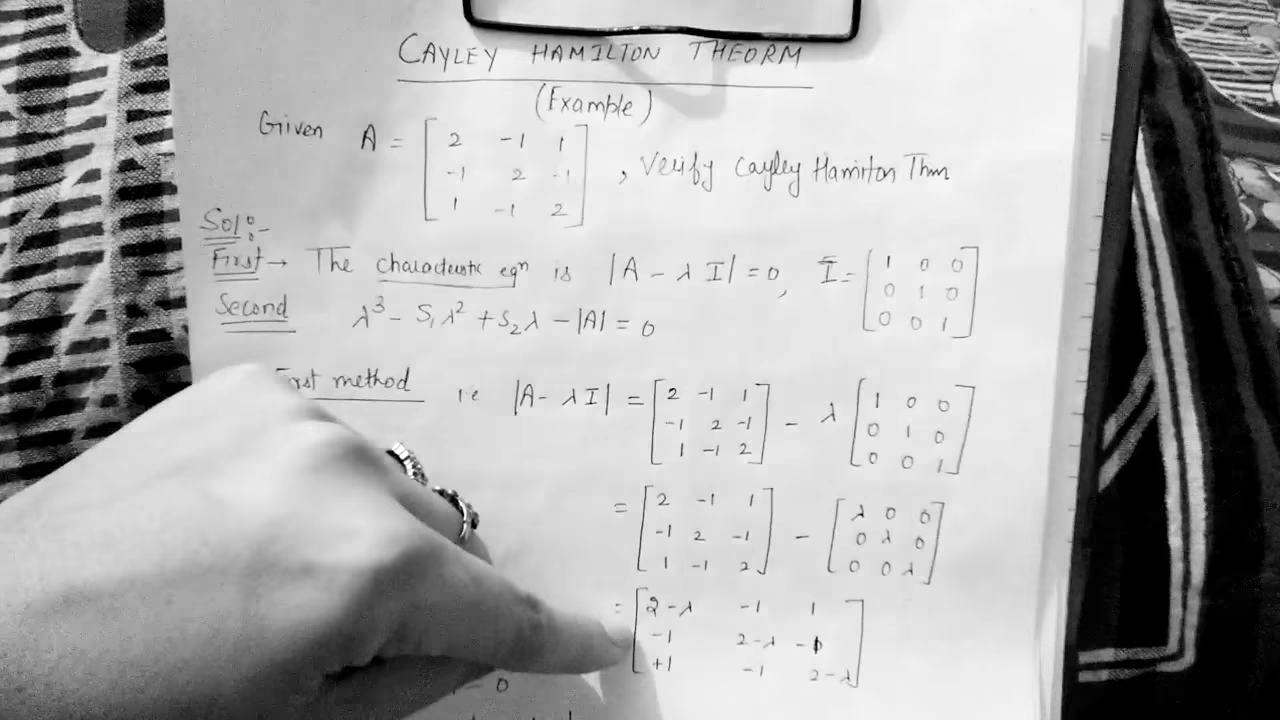 CAYLEY HAMILTON THEORM
(Example)
Given A = [2 -1 1
-1 2 -1
1 -1 2] , Verify Cayley Hamilton Thm
Sol:-
First → The characteristic eqn is |A - λI| = 0, I = [1 0 0
0 1 0
0 0 1]
Second λ³ - S₁λ² + S₂λ - |A| = 0
First method ie |A - λI| = [2 -1 1
-1 2 -1
1 -1 2] - λ [1 0 0
0 1 0
0 0 1]
= [2 -1 1
-1 2 -1
1 -1 2] - [λ 0 0
0 λ 0
0 0 λ]
= [2-λ -1 1
-1 2-λ -1
+1 -1 2-λ]
= 0